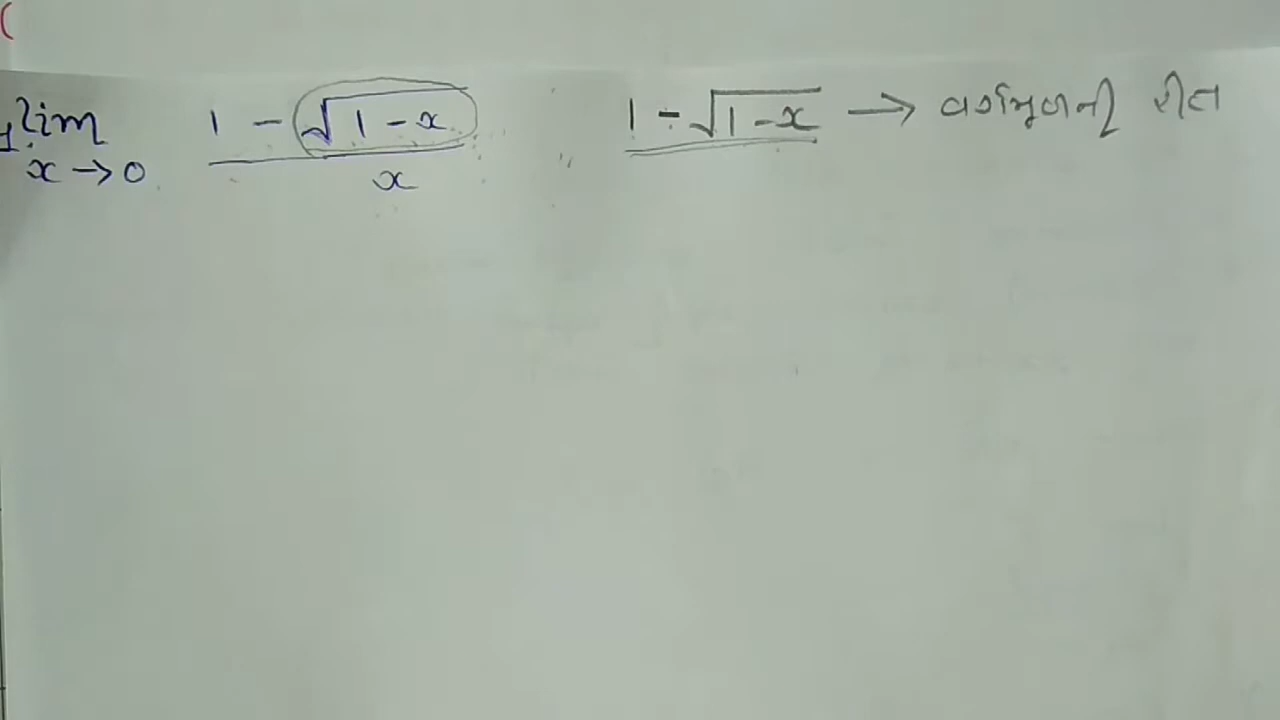 lim x→0 (1 - √(1 - x)) / x
1 - √(1 - x) → વર્ગમુળની રીત